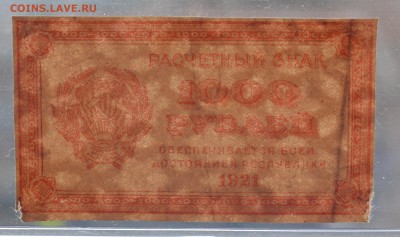 COINS.LAVE.RU
РАСЧЕТНЫЙ ЗНАК
1000
РУБЛЕЙ
ОБЕСПЕЧИВАЕТСЯ ВСЕМ
ДОСТОЯНИЕМ РЕСПУБЛИКИ
1921